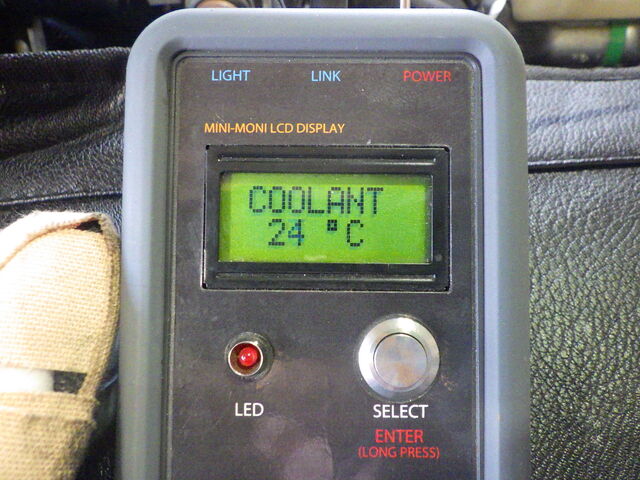 LIGHT LINK POWER
MINI-MONI LCD DISPLAY
COOLANT
24 °C
LED SELECT
ENTER
(LONG PRESS)